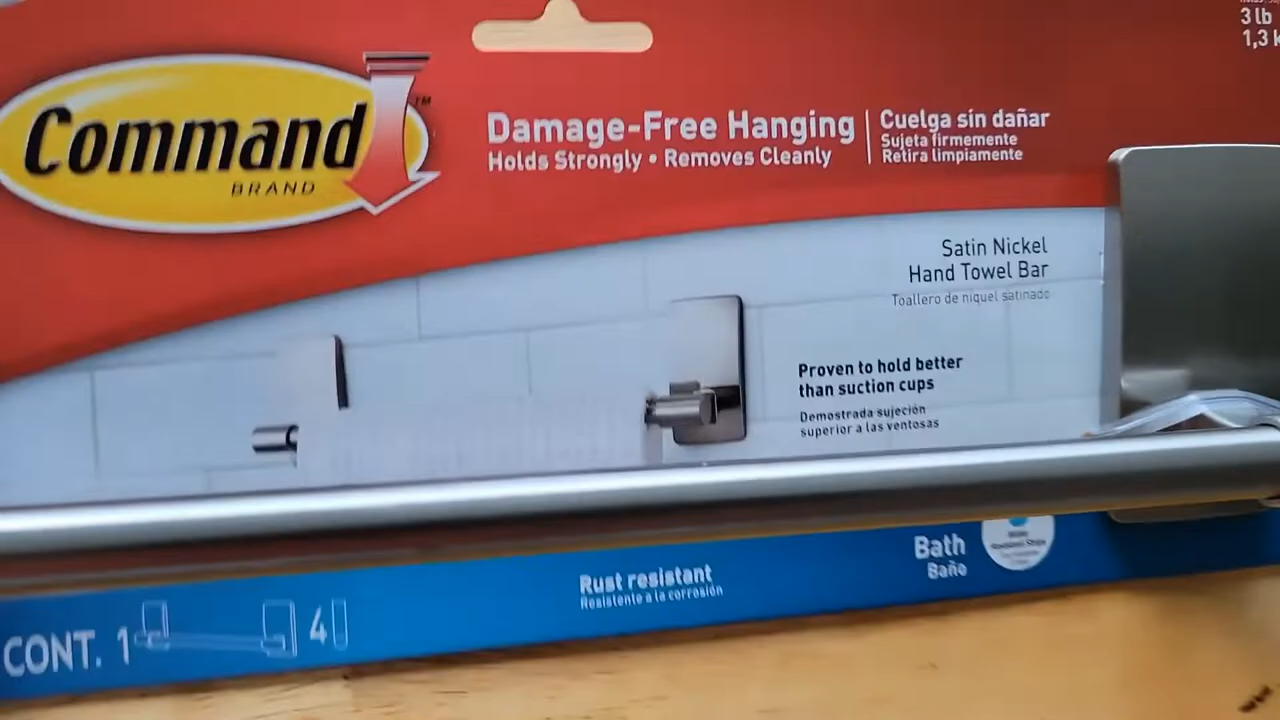 3 lb
1,3 k
Command
BRAND
TM
Damage-Free Hanging
Holds Strongly • Removes Cleanly
Cuelga sin dañar
Sujeta firmemente
Retira limpiamente
Satin Nickel
Hand Towel Bar
Toallero de níquel satinado
Proven to hold better
than suction cups
Demostrada sujeción
superior a las ventosas
Bath
Baño
Rust resistant
Resistente a la corrosión
CONT. 1
4